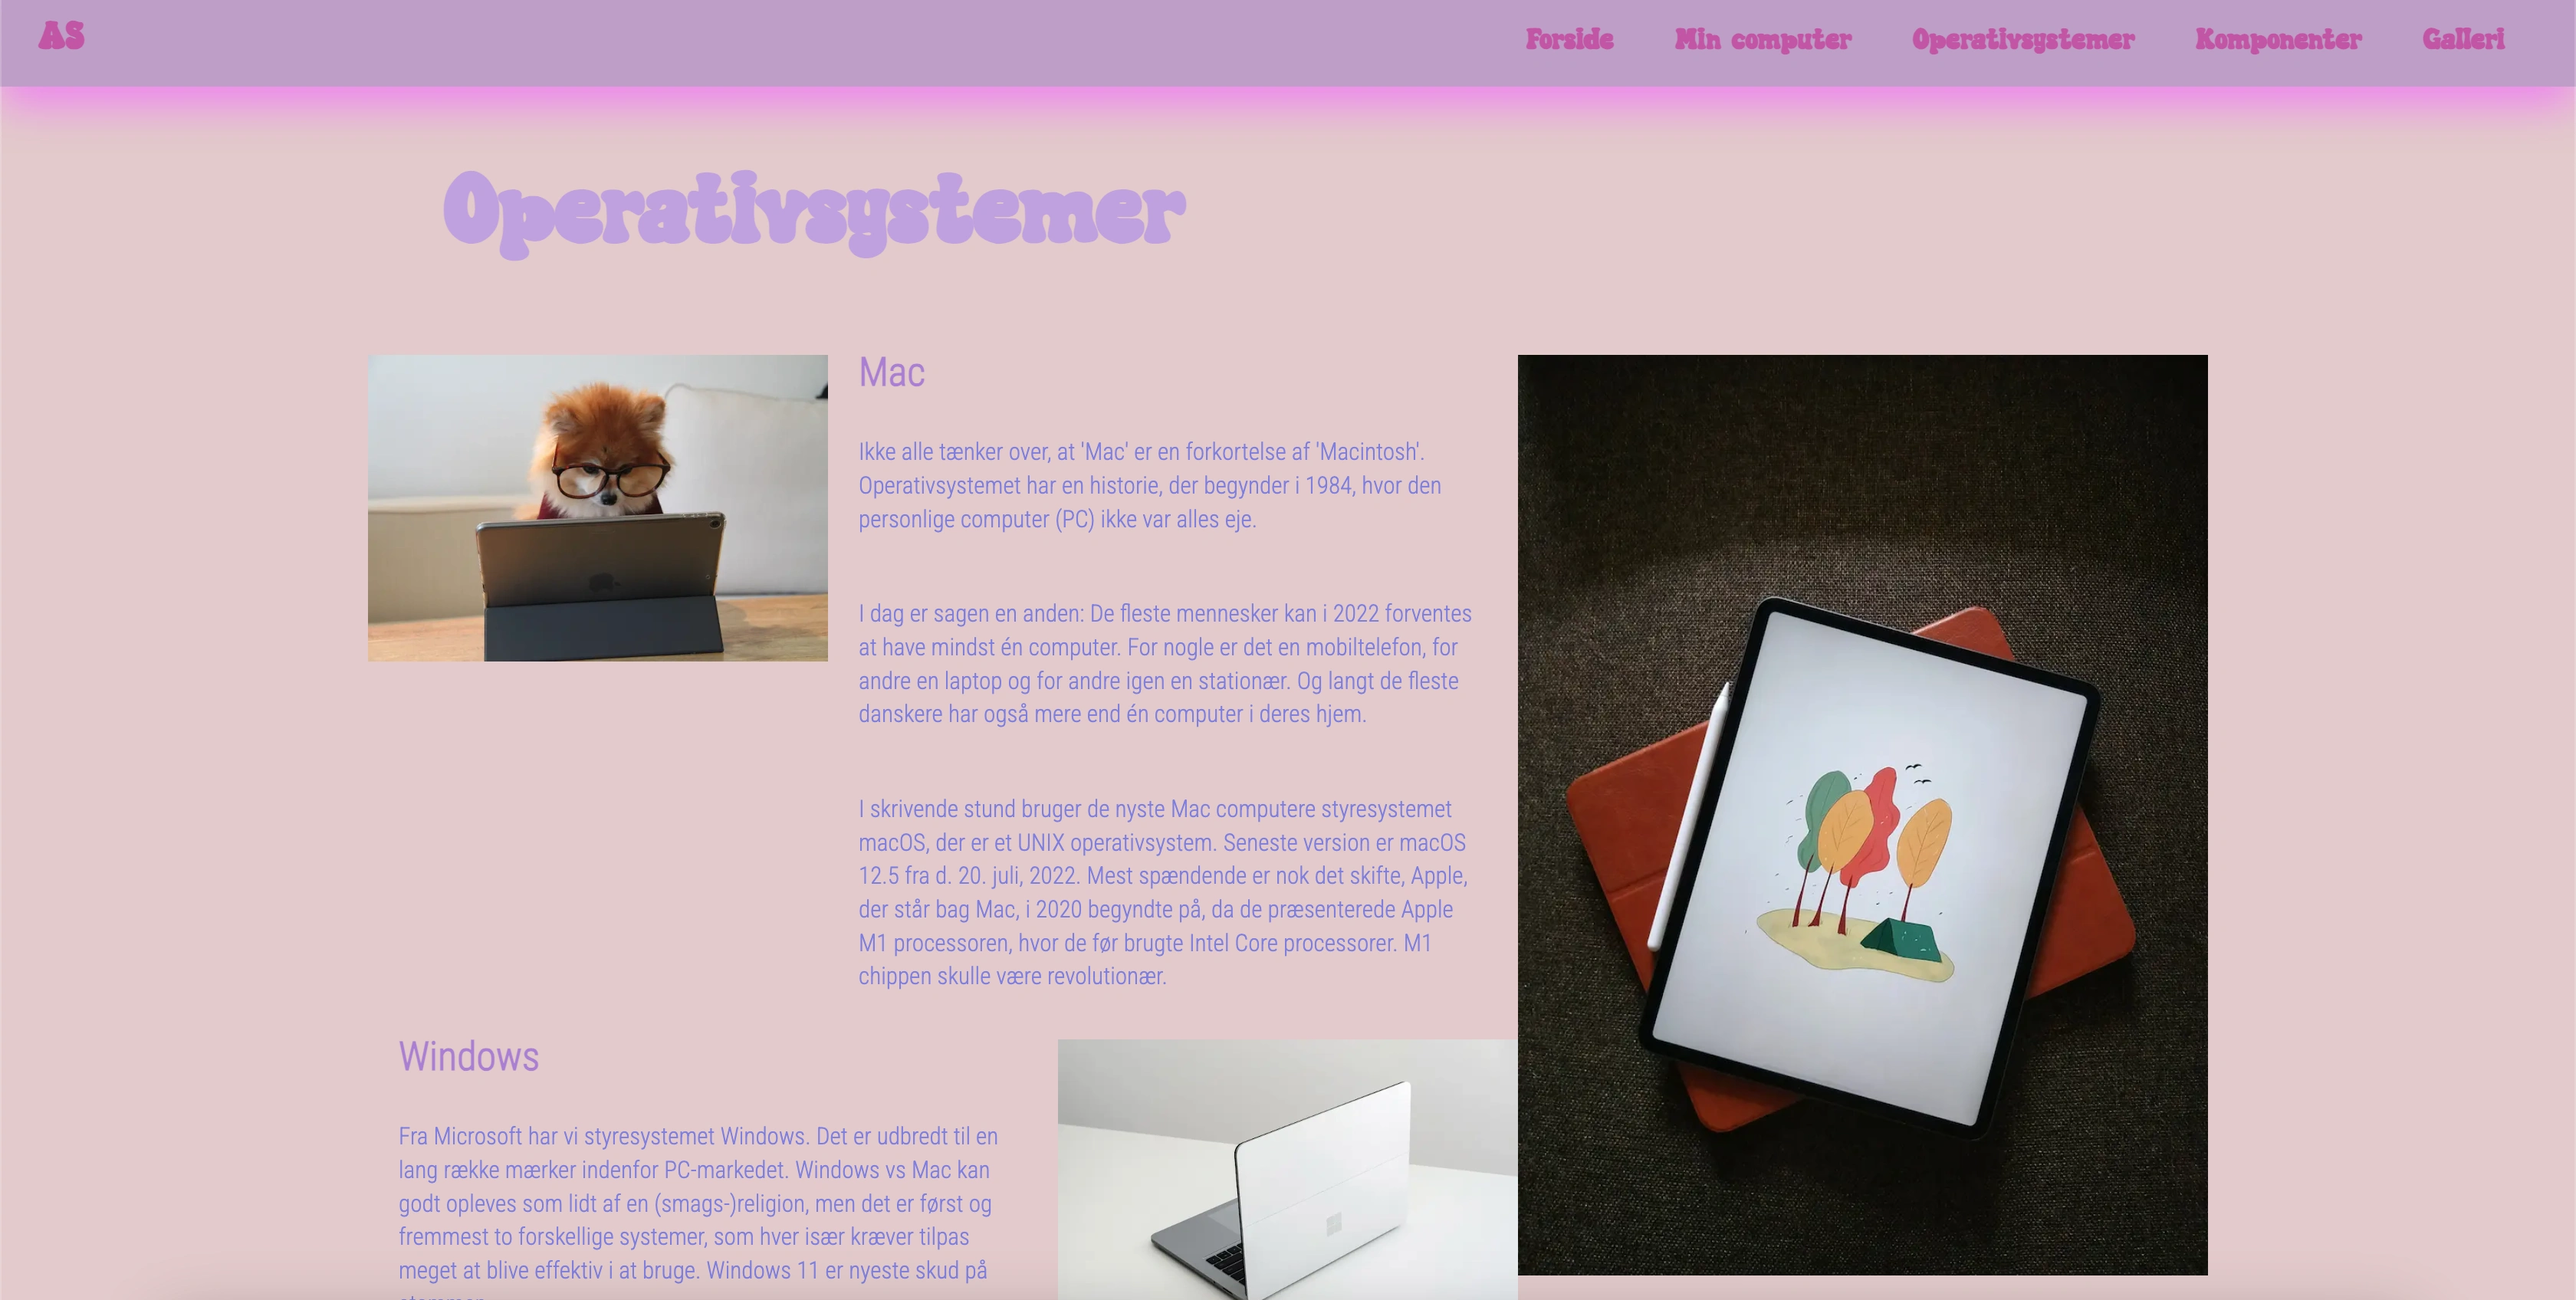 AS
Forside
Min computer
Operativsystemer
Komponenter
Galleri
Operativsystemer
Mac
Ikke alle tænker over, at 'Mac' er en forkortelse af 'Macintosh'.
Operativsystemet har en historie, der begynder i 1984, hvor den
personlige computer (PC) ikke var alles eje.
I dag er sagen en anden: De fleste mennesker kan i 2022 forventes
at have mindst én computer. For nogle er det en mobiltelefon, for
andre en laptop og for andre igen en stationær. Og langt de fleste
danskere har også mere end én computer i deres hjem.
I skrivende stund bruger de nyste Mac computere styresystemet
macOS, der er et UNIX operativsystem. Seneste version er macOS
12.5 fra d. 20. juli, 2022. Mest spændende er nok det skifte, Apple,
der står bag Mac, i 2020 begyndte på, da de præsenterede Apple
M1 processoren, hvor de før brugte Intel Core processorer. M1
chippen skulle være revolutionær.
Windows
Fra Microsoft har vi styresystemet Windows. Det er udbredt til en
lang række mærker indenfor PC-markedet. Windows vs Mac kan
godt opleves som lidt af en (smags-)religion, men det er først og
fremmest to forskellige systemer, som hver især kræver tilpas
meget at blive effektiv i at bruge. Windows 11 er nyeste skud på